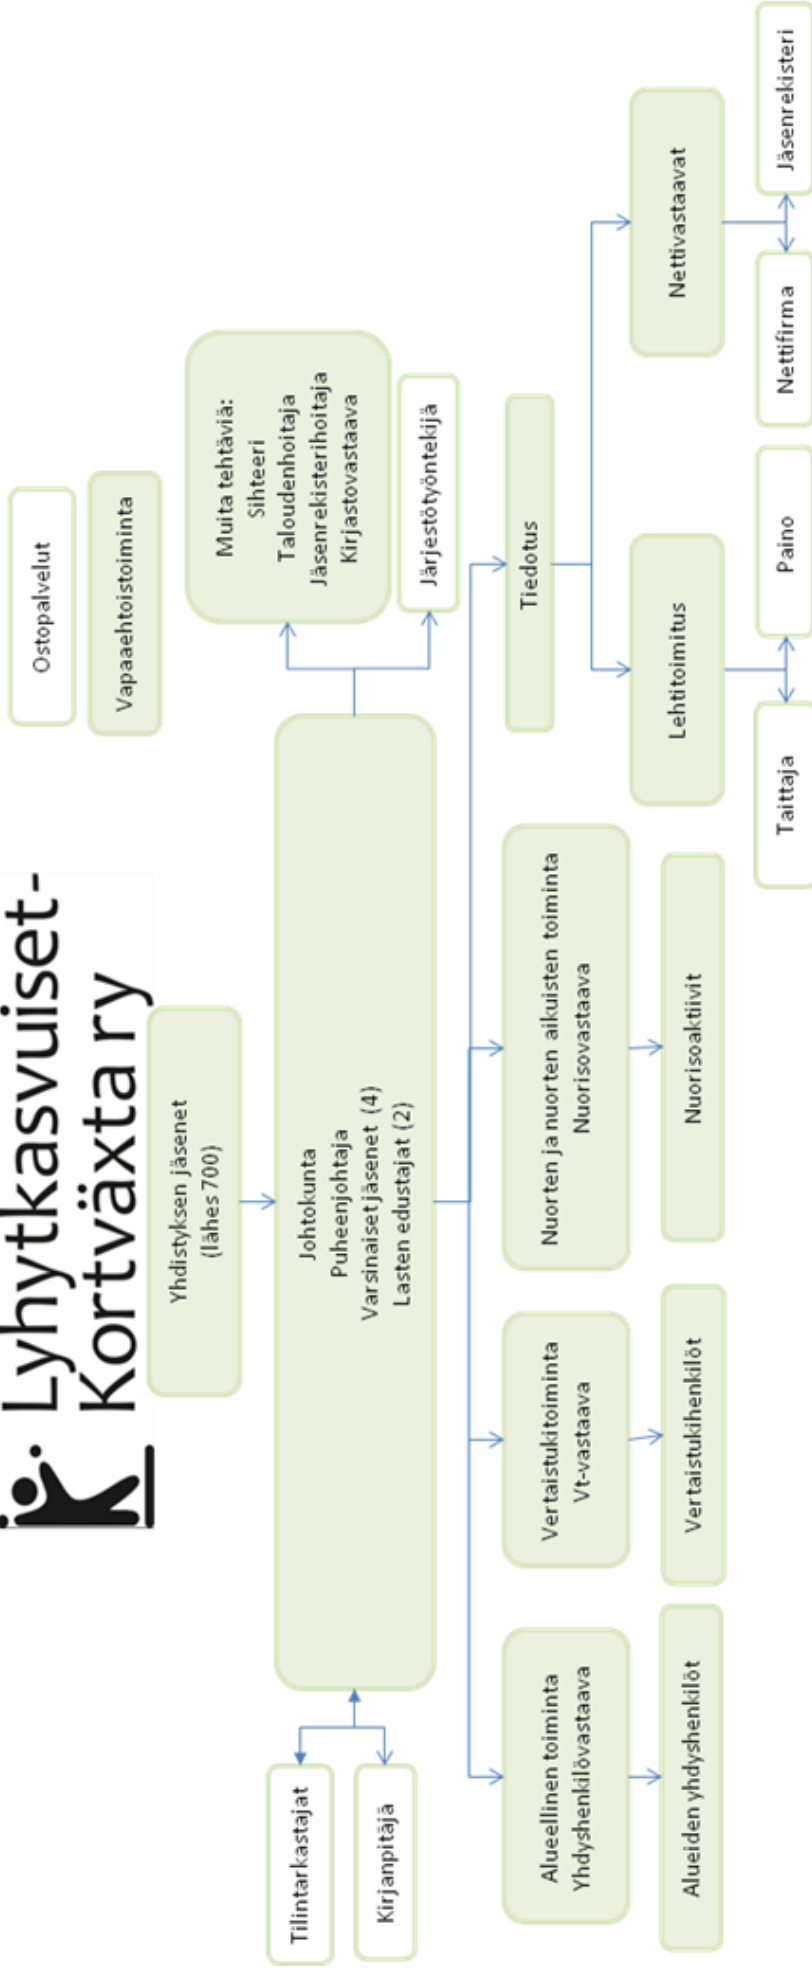 Lyhytkasvuiset-
Kortväxta ry
Ostopalvelut
Vapaaehtoistoiminta
Yhdistyksen jäsenet
(lähes 700)
Muita tehtäviä:
Sihteeri
Taloudenhoitaja
Jäsenrekisterihoitaja
Kirjastovastaava
Tilintarkastajat
Kirjanpitäjä
Johtokunta
Puheenjohtaja
Varsinaiset jäsenet (4)
Lasten edustajat (2)
Järjestötyöntekijä
Alueellinen toiminta
Yhdyshenkilövastaava
Vertaistukitoiminta
Vt-vastaava
Nuorten ja nuorten aikuisten toiminta
Nuorisovastaava
Tiedotus
Alueiden yhdyshenkilöt
Vertaistukihenkilöt
Nuorisoaktiivit
Lehtitoimitus
Nettivastaavat
Taittaja
Paino
Nettifirma
Jäsenrekisteri